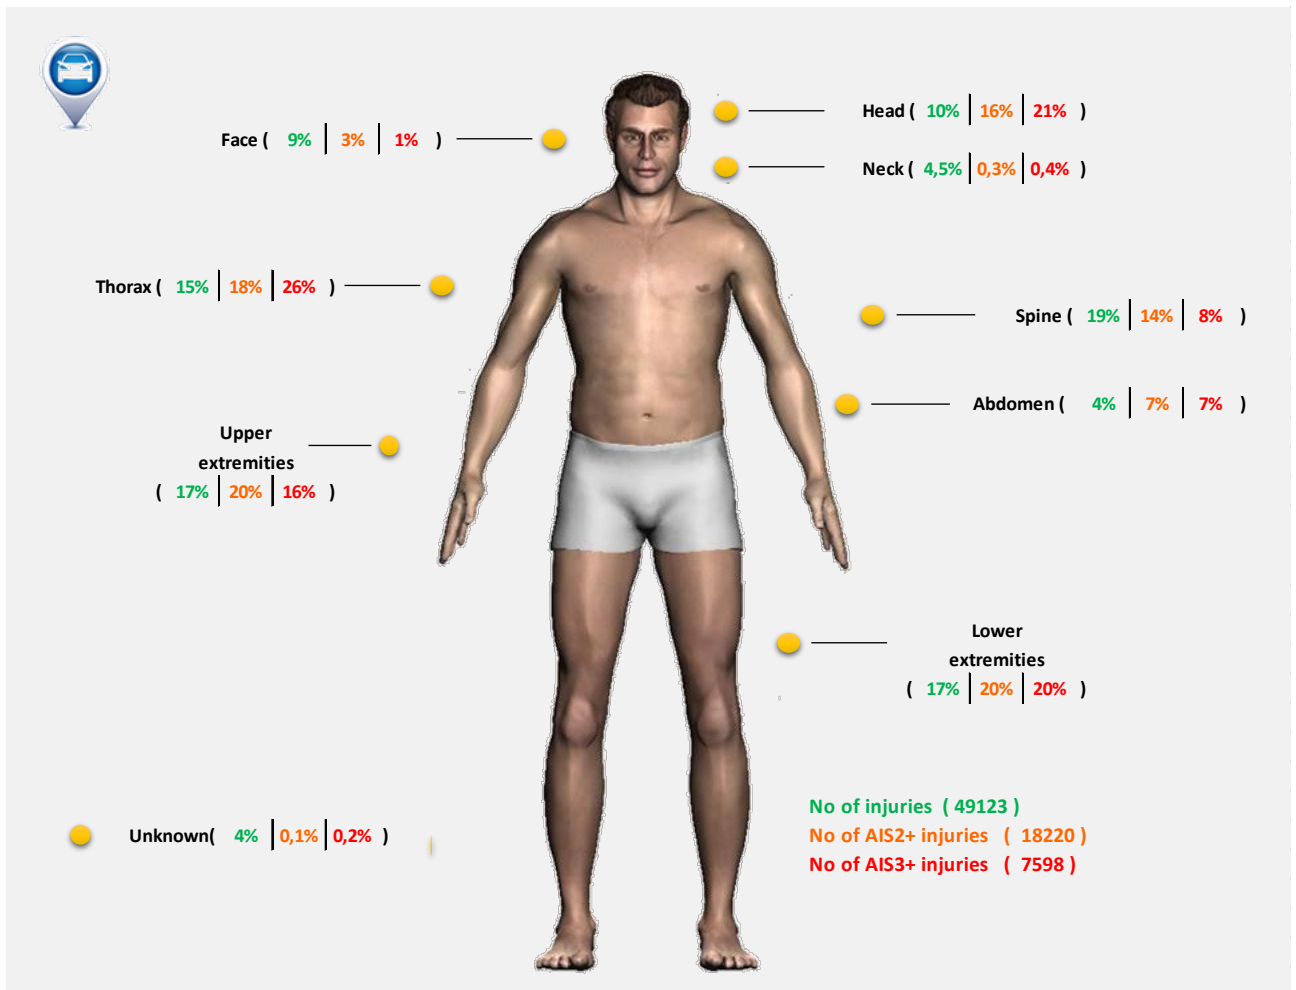 Head ( 10% | 16% | 21% )
Face ( 9% | 3% | 1% )
Neck ( 4,5% | 0,3% | 0,4% )
Thorax ( 15% | 18% | 26% )
Spine ( 19% | 14% | 8% )
Abdomen ( 4% | 7% | 7% )
Upper
extremities
( 17% | 20% | 16% )
Lower
extremities
( 17% | 20% | 20% )
No of injuries ( 49123 )
Unknown( 4% | 0,1% | 0,2% )
No of AIS2+ injuries ( 18220 )
No of AIS3+ injuries ( 7598 )